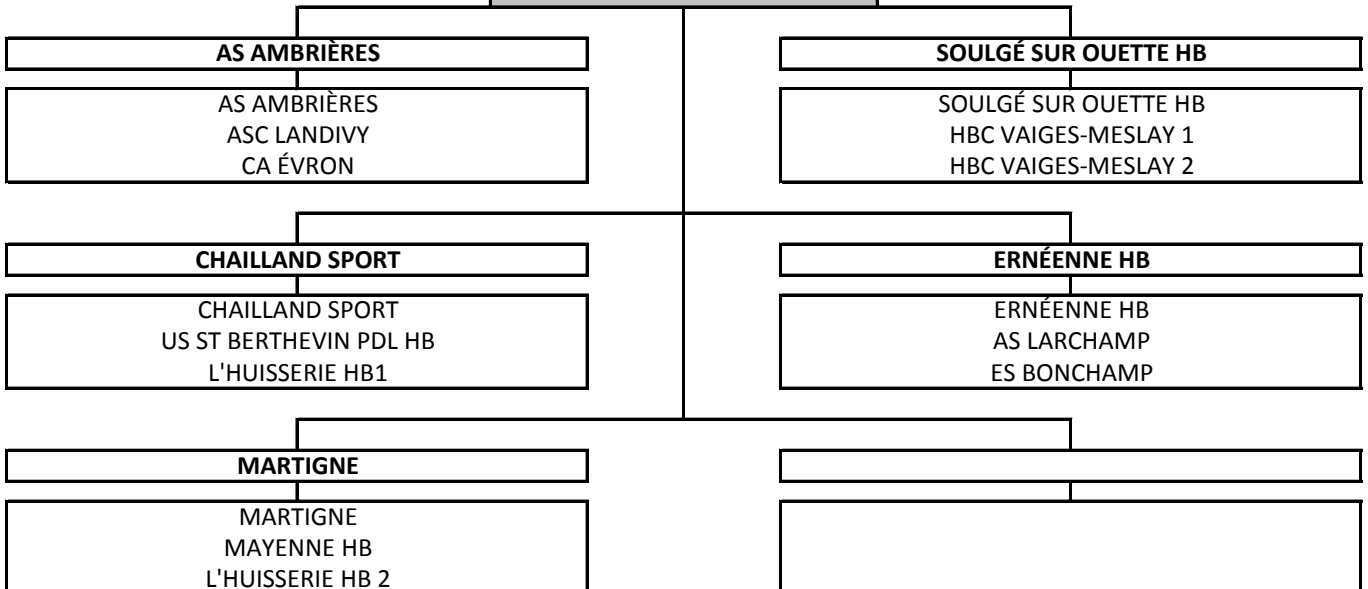 AS AMBRIÈRES
AS AMBRIÈRES
ASC LANDIVY
CA ÉVRON
SOULGÉ SUR OUETTE HB
SOULGÉ SUR OUETTE HB
HBC VAIGES-MESLAY 1
HBC VAIGES-MESLAY 2
CHAILLAND SPORT
CHAILLAND SPORT
US ST BERTHEVIN PDL HB
L'HUISSERIE HB1
ERNÉENNE HB
ERNÉENNE HB
AS LARCHAMP
ES BONCHAMP
MARTIGNE
MARTIGNE
MAYENNE HB
L'HUISSERIE HB 2